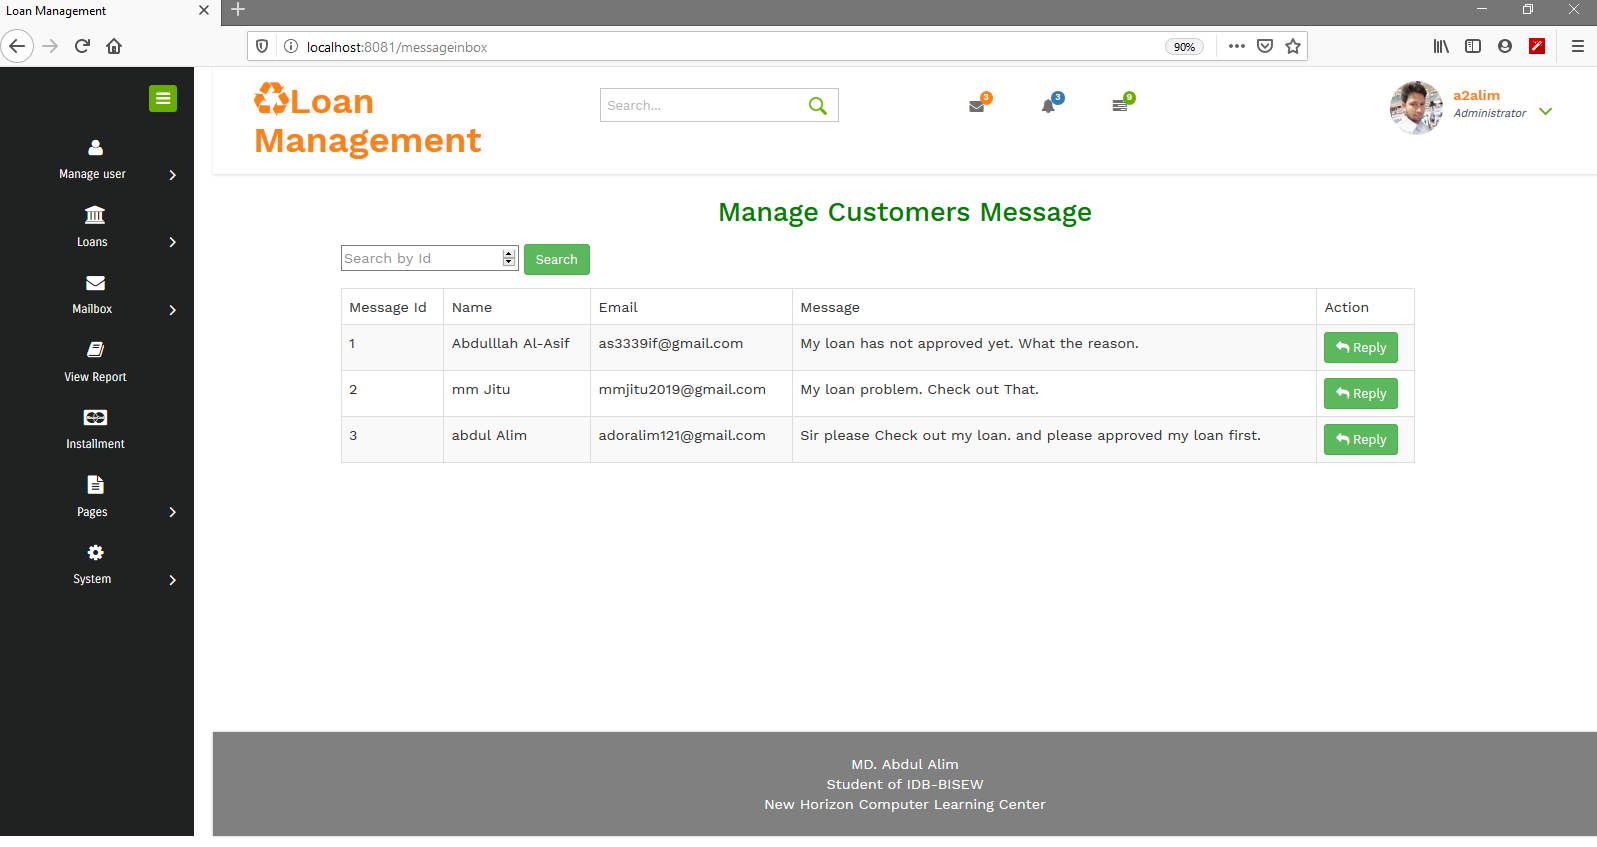 Loan Management
localhost:8081/messageinbox
90%
Loan
Management
Search...
3
3
9
a2alim
Administrator
Manage user
Loans
Mailbox
View Report
Installment
Pages
System
Manage Customers Message
Search by Id
Search
Message Id Name Email Message Action
1 Abdulllah Al-Asif as3339if@gmail.com My loan has not approved yet. What the reason. Reply
2 mm Jitu mmjitu2019@gmail.com My loan problem. Check out That. Reply
3 abdul Alim adoralim121@gmail.com Sir please Check out my loan. and please approved my loan first. Reply
MD. Abdul Alim
Student of IDB-BISEW
New Horizon Computer Learning Center